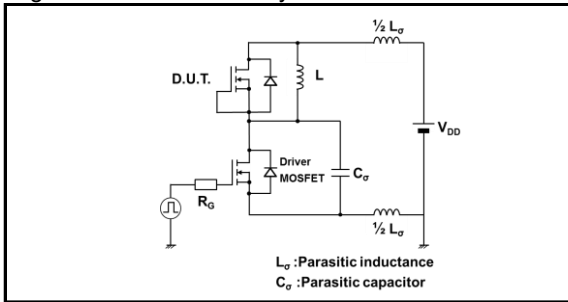 ½ Lσ
D.U.T.
L
VDD
Driver
MOSFET
Cσ
RG
½ Lσ
Lσ :Parasitic inductance
Cσ :Parasitic capacitor